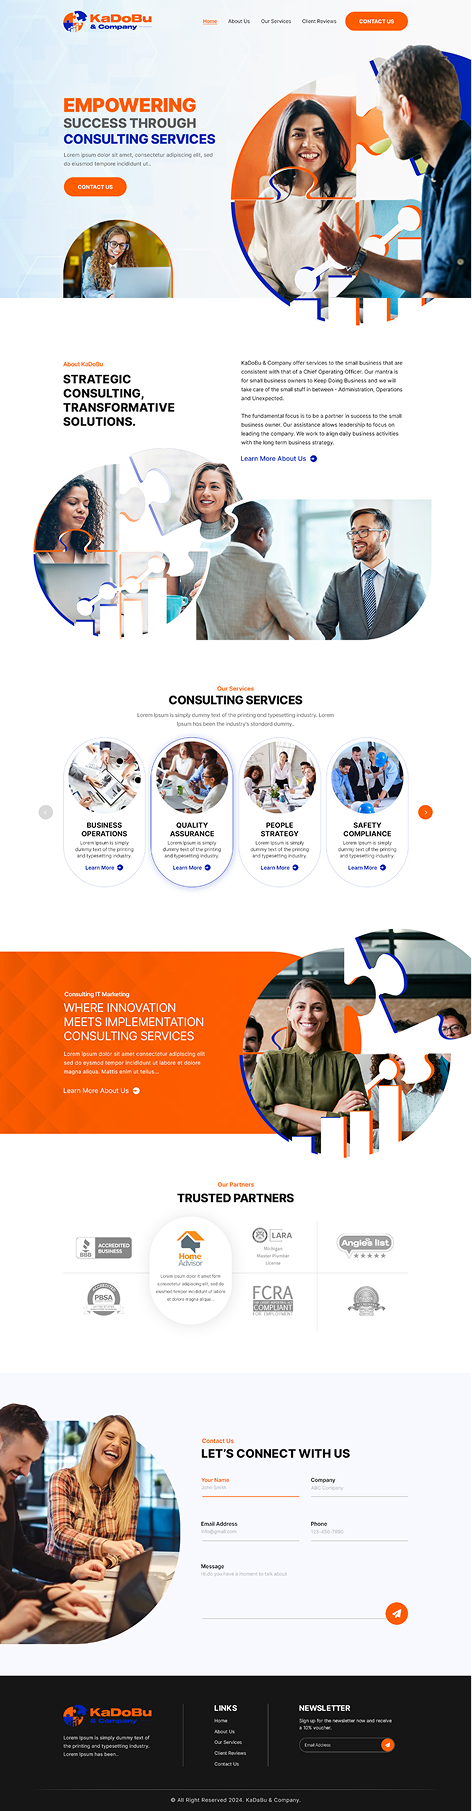 KaDoBu
& Company
Home
About Us
Our Services
Client Reviews
CONTACT US
EMPOWERING
SUCCESS THROUGH
CONSULTING SERVICES
Lorem ipsum dolor sit amet, consectetur adipiscing elit, sed
do eiusmod tempore incididunt ut..
CONTACT US
About KaDoBu
STRATEGIC
CONSULTING,
TRANSFORMATIVE
SOLUTIONS.
KaDoBu & Company offer services to the small business that are
consistent with that of a Chief Operating Officer. Our mantra is
for small business owners to Keep Doing Business and we will
take care of the small stuff in between - Administration, Operations
and Unexpected.
The fundamental focus is to be a partner in success to the small
business owner. Our assistance allows leadership to focus on
leading the company. We work to align daily business activities
with the long term business strategy.
Learn More About Us
Our Services
CONSULTING SERVICES
Lorem Ipsum is simply dummy text of the printing and typesetting industry. Lorem
Ipsum has been the industry's standard dummy..
BUSINESS
OPERATIONS
Lorem Ipsum is simply
dummy text of the printing
and typesetting industry.
Learn More
QUALITY
ASSURANCE
Lorem Ipsum is simply
dummy text of the printing
and typesetting industry.
Learn More
PEOPLE
STRATEGY
Lorem Ipsum is simply
dummy text of the printing
and typesetting industry.
Learn More
SAFETY
COMPLIANCE
Lorem Ipsum is simply
dummy text of the printing
and typesetting industry.
Learn More
Consulting IT Marketing
WHERE INNOVATION
MEETS IMPLEMENTATION
CONSULTING SERVICES
Lorem ipsum dolor sit amet consectetur adipiscing elit
sed do eysmod tempor incididunt ut labore et dolore
magna aliqua. Mattis enim ut tellus...
Learn More About Us
Our Partners
TRUSTED PARTNERS
BBB
ACCREDITED
BUSINESS
Home
Advisor
Lorem ipsum dolor it amet form
consectetur adipiscing elit, sed do
eiusmod tempor incididunt ut labore
et dolore magna aliqua...
LARA
Michigan
Master Plumber
License
Angie's list
PBSA
FCRA
COMPLIANT
FOR EMPLOYMENT
Contact Us
LET'S CONNECT WITH US
Your Name
John Smith
Company
ABC Company
Email Address
info@gmail.com
Phone
123-456-7890
Message
Hi,do you have a moment to talk about
KaDoBu
& Company
Lorem Ipsum is simply dummy text of
the printing and typesetting industry.
Lorem Ipsum has been..
LINKS
Home
About Us
Our Services
Client Reviews
Contact Us
NEWSLETTER
Sign up for the newsletter now and receive
a 10% voucher.
Email Address
© All Right Reserved 2024. KaDaBu & Company.